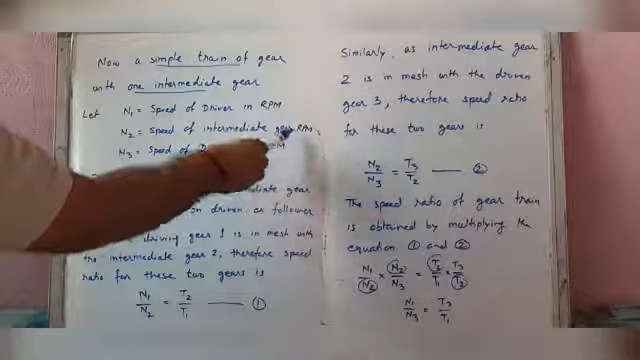 Now a simple train of gear
with one intermediate gear
Let N1 = Speed of Driver in RPM
N2 = Speed of intermediate gear RPM
N3 = Speed of
gear
on driven or follower
driving gear 1 is in mesh with
the intermediate gear 2, therefore speed
ratio for these two gears is
N1/N2 = T2/T1 —— ①
Similarly, as intermediate gear
2 is in mesh with the driven
gear 3, therefore speed ratio
for these two gears is
N2/N3 = T3/T2 —— ②
The speed ratio of gear train
is obtained by multiplying the
equation ① and ②
N1/N2 × N2/N3 = T2/T1 × T3/T2
N1/N3 = T3/T1